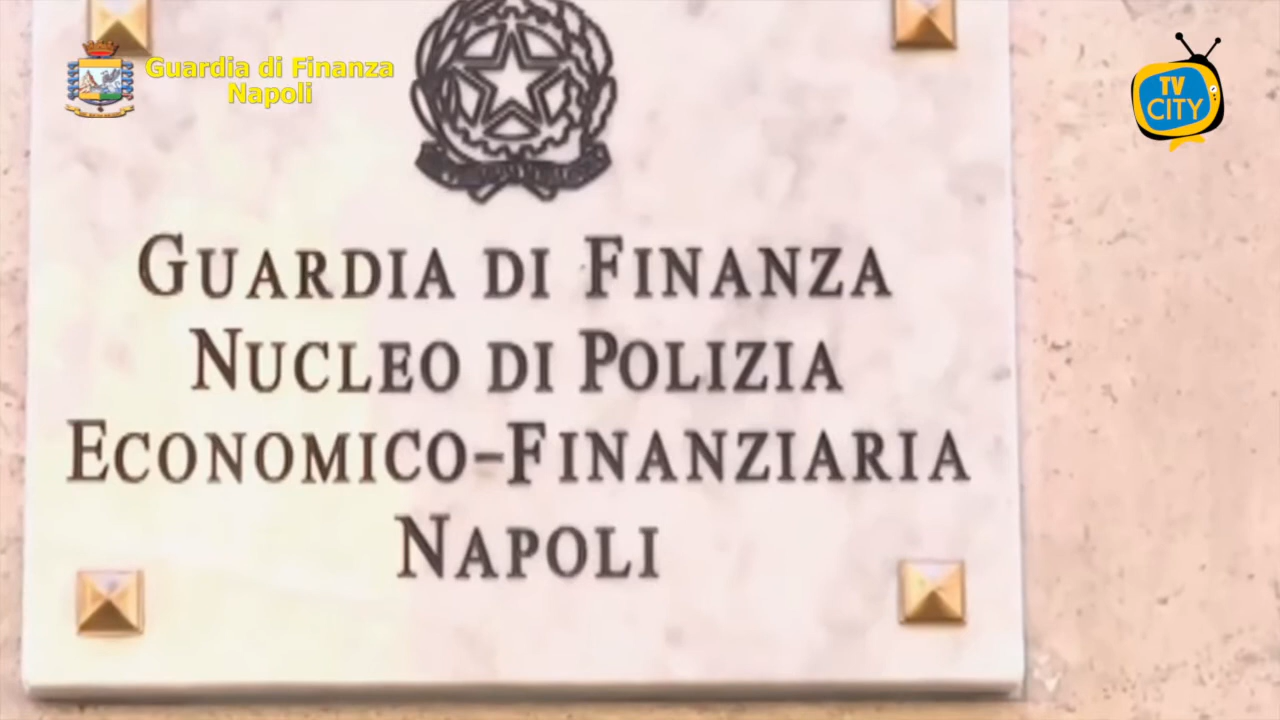 Guardia di Finanza
Napoli
TV
CITY
GUARDIA DI FINANZA
NUCLEO DI POLIZIA
ECONOMICO-FINANZIARIA
NAPOLI